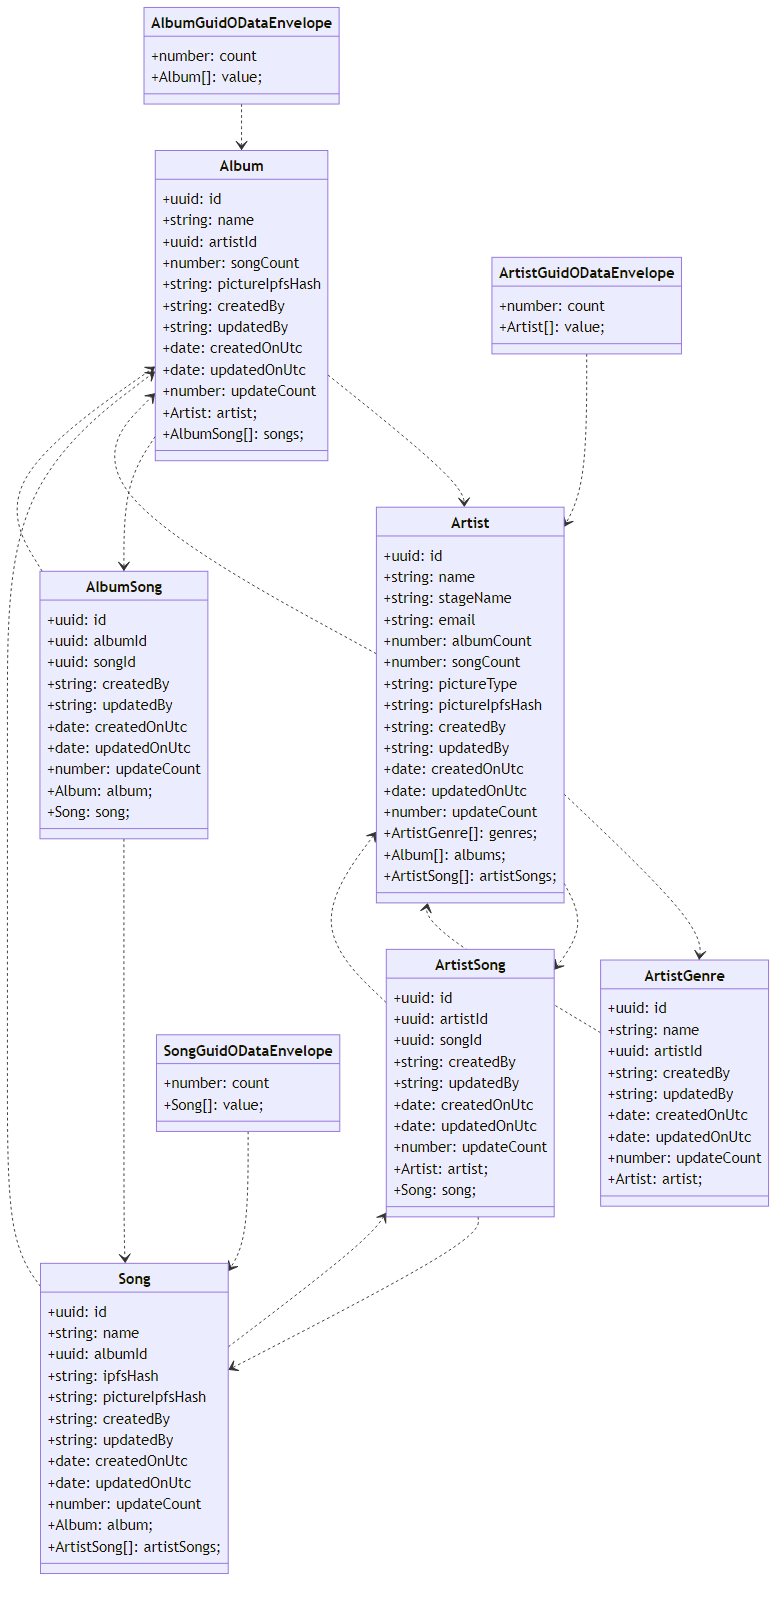 AlbumGuidODataEnvelope
+number: count
+Album[]: value;
Album
+uuid: id
+string: name
+uuid: artistId
+number: songCount
+string: pictureIpfsHash
+string: createdBy
+string: updatedBy
+date: createdOnUtc
+date: updatedOnUtc
+number: updateCount
+Artist: artist;
+AlbumSong[]: songs;
ArtistGuidODataEnvelope
+number: count
+Artist[]: value;
Artist
+uuid: id
+string: name
+string: stageName
+string: email
+number: albumCount
+number: songCount
+string: pictureType
+string: pictureIpfsHash
+string: createdBy
+string: updatedBy
+date: createdOnUtc
+date: updatedOnUtc
+number: updateCount
+ArtistGenre[]: genres;
+Album[]: albums;
+ArtistSong[]: artistSongs;
AlbumSong
+uuid: id
+uuid: albumId
+uuid: songId
+string: createdBy
+string: updatedBy
+date: createdOnUtc
+date: updatedOnUtc
+number: updateCount
+Album: album;
+Song: song;
ArtistSong
+uuid: id
+uuid: artistId
+uuid: songId
+string: createdBy
+string: updatedBy
+date: createdOnUtc
+date: updatedOnUtc
+number: updateCount
+Artist: artist;
+Song: song;
ArtistGenre
+uuid: id
+string: name
+uuid: artistId
+string: createdBy
+string: updatedBy
+date: createdOnUtc
+date: updatedOnUtc
+number: updateCount
+Artist: artist;
SongGuidODataEnvelope
+number: count
+Song[]: value;
Song
+uuid: id
+string: name
+uuid: albumId
+string: ipfsHash
+string: pictureIpfsHash
+string: createdBy
+string: updatedBy
+date: createdOnUtc
+date: updatedOnUtc
+number: updateCount
+Album: album;
+ArtistSong[]: artistSongs;